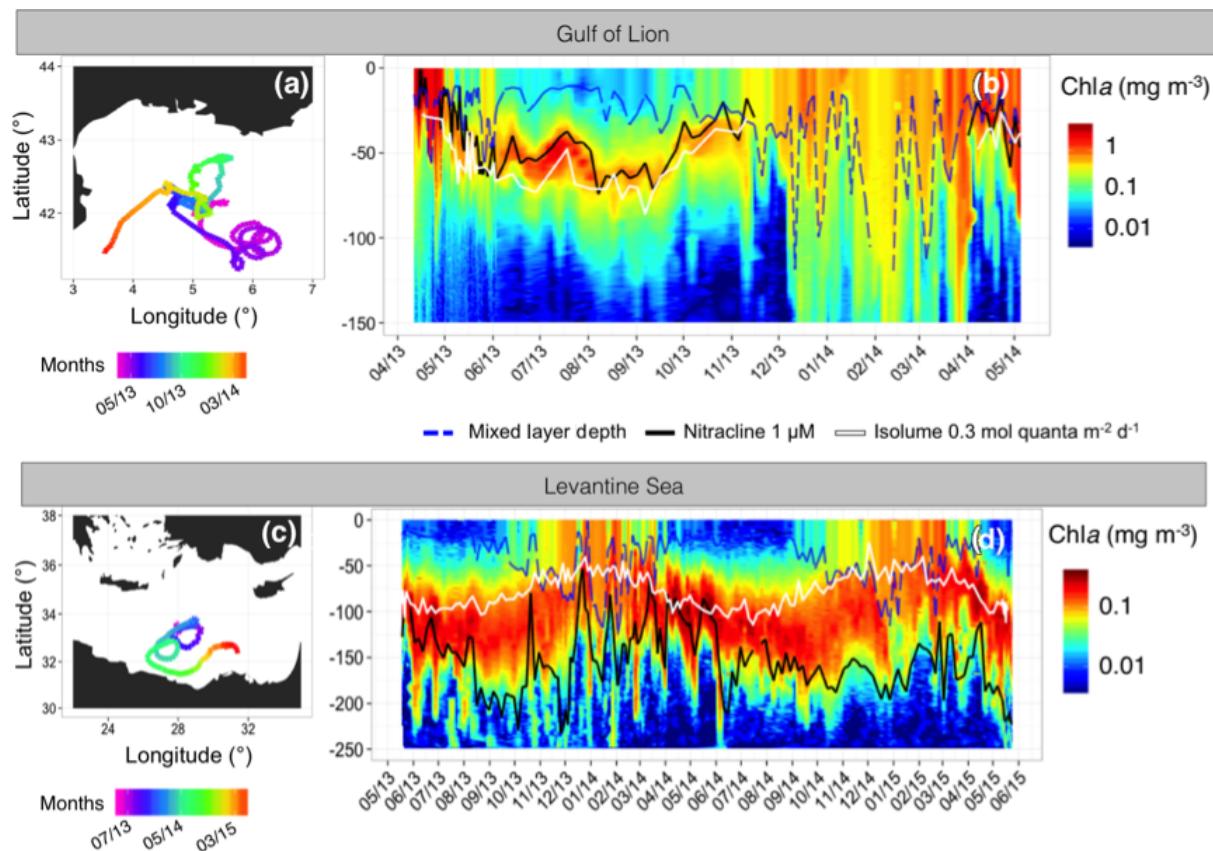 Gulf of Lion
(a)
44
43
42
Latitude (°)
3 4 5 6 7
Longitude (°)
Months
05/13 10/13 03/14
(b)
0
-50
-100
-150
04/13 05/13 06/13 07/13 08/13 09/13 10/13 11/13 12/13 01/14 02/14 03/14 04/14 05/14
Chla (mg m-3)
1
0.1
0.01
Mixed layer depth Nitracline 1 µM Isolume 0.3 mol quanta m-2 d-1
Levantine Sea
(c)
38
36
34
32
30
Latitude (°)
24 28 32
Longitude (°)
Months
07/13 05/14 03/15
(d)
0
-50
-100
-150
-200
-250
05/13 06/13 07/13 08/13 09/13 10/13 11/13 12/13 01/14 02/14 03/14 04/14 05/14 06/14 07/14 08/14 09/14 10/14 11/14 12/14 01/15 02/15 03/15 04/15 05/15 06/15
Chla (mg m-3)
0.1
0.01